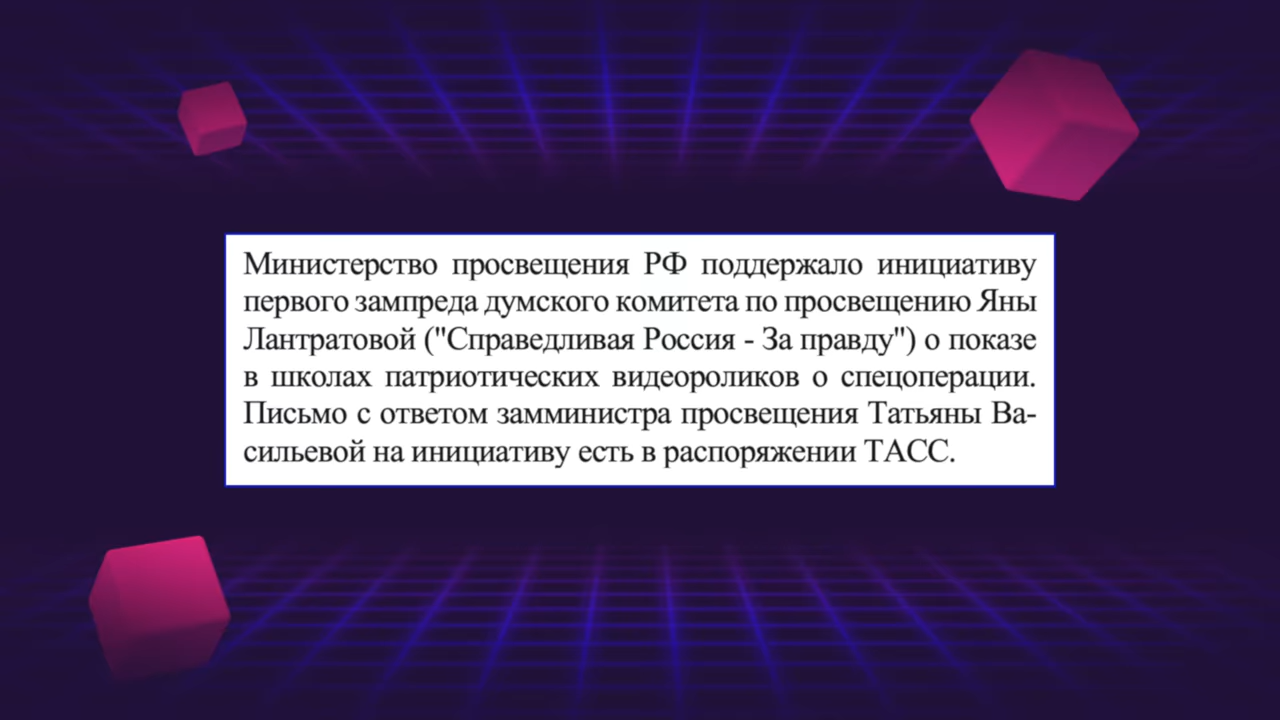 Министерство просвещения РФ поддержало инициативу
первого зампреда думского комитета по просвещению Яны
Лантратовой ("Справедливая Россия - За правду") о показе
в школах патриотических видеороликов о спецоперации.
Письмо с ответом замминистра просвещения Татьяны Ва-
сильевой на инициативу есть в распоряжении ТАСС.